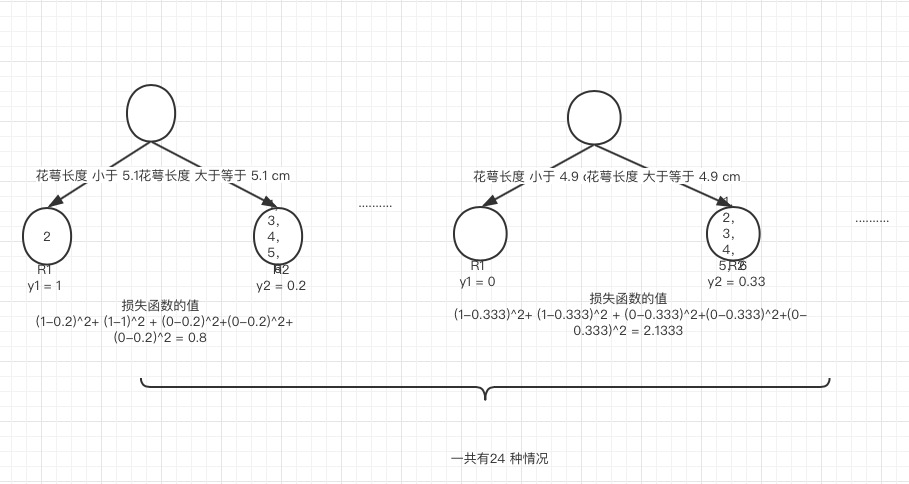 花萼长度 小于 5.1
花萼长度 大于等于 5.1 cm
花萼长度 小于 4.9
花萼长度 大于等于 4.9 cm
..........
..........
2
3,
4,
5,
R1
R2
y1 = 1
y2 = 0.2
2,
3,
4,
5,
R1
R2
y1 = 0
y2 = 0.33
损失函数的值
(1-0.2)^2+ (1-1)^2 + (0-0.2)^2+(0-0.2)^2+
(0-0.2)^2 = 0.8
损失函数的值
(1-0.333)^2+ (1-0.333)^2 + (0-0.333)^2+(0-0.333)^2+(0-
0.333)^2 = 2.1333
一共有24 种情况